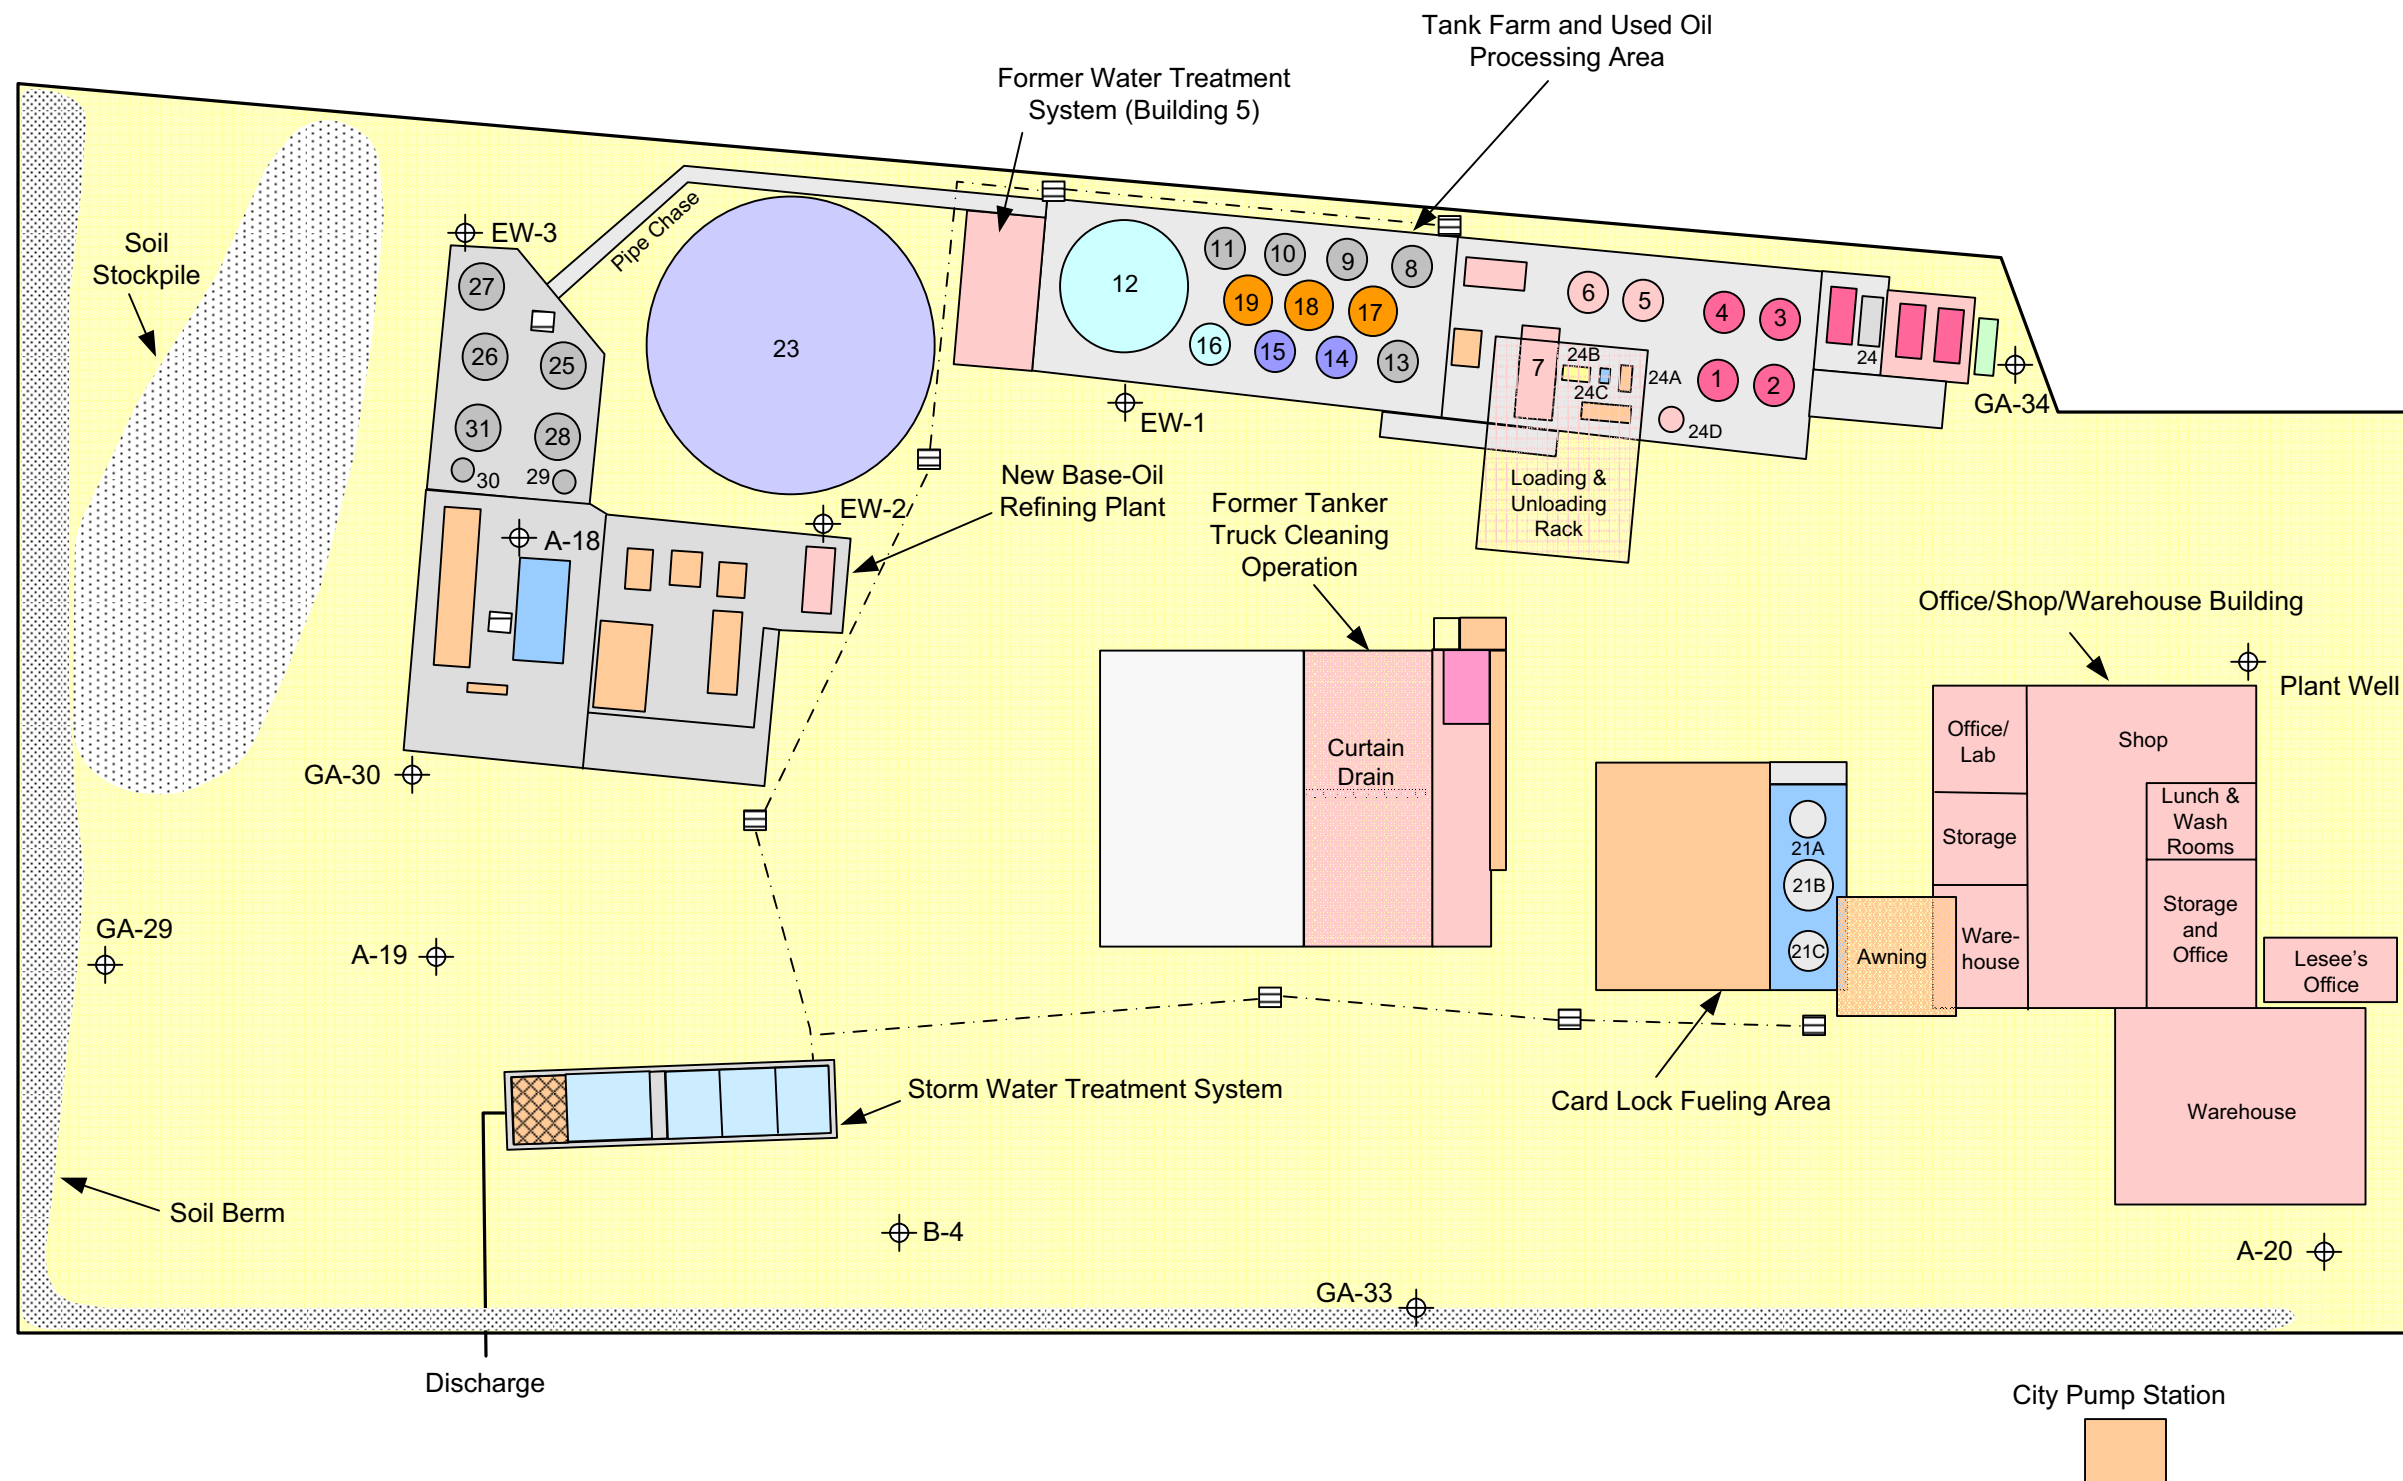 Tank Farm and Used Oil
Processing Area
Former Water Treatment
System (Building 5)
Soil
Stockpile
EW-3
Pipe Chase
27
26
25
31
28
30
29
23
12
11
10
9
8
19
18
17
16
15
14
13
6
5
4
3
1
2
7
24B
24C
24A
24D
24
GA-34
EW-1
EW-2
A-18
New Base-Oil
Refining Plant
Former Tanker
Truck Cleaning
Operation
Loading &
Unloading
Rack
Office/Shop/Warehouse Building
Plant Well
Office/
Lab
Shop
Storage
Lunch &
Wash
Rooms
Ware-
house
Storage
and
Office
Lesee's
Office
Awning
Warehouse
Curtain
Drain
21A
21B
21C
Card Lock Fueling Area
GA-30
GA-29
A-19
Storm Water Treatment System
Soil Berm
B-4
GA-33
A-20
Discharge
City Pump Station